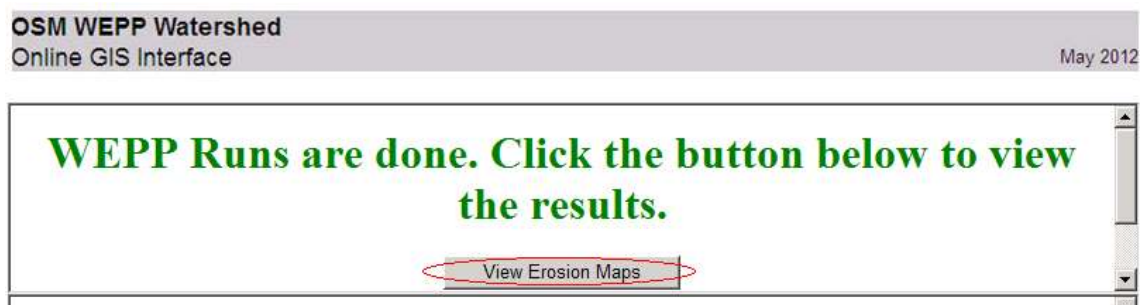 OSM WEPP Watershed
Online GIS Interface
May 2012
WEPP Runs are done. Click the button below to view
the results.
View Erosion Maps